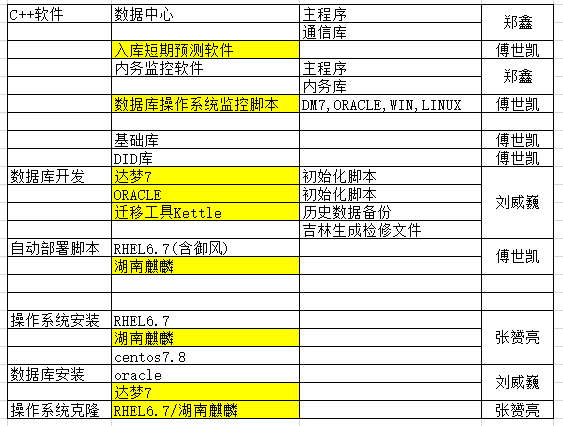 C++软件 数据中心 主程序 郑鑫
通信库
入库短期预测软件 傅世凯
内务监控软件 主程序 郑鑫
内务库
数据库操作系统监控脚本 DM7,ORACLE,WIN,LINUX 傅世凯
基础库 傅世凯
DID库 傅世凯
数据库开发 达梦7 初始化脚本 刘威巍
ORACLE 初始化脚本
迁移工具Kettle 历史数据备份
吉林生成检修文件
自动部署脚本 RHEL6.7(含御风) 傅世凯
湖南麒麟
操作系统安装 RHEL6.7 张赟亮
湖南麒麟
centos7.8
数据库安装 oracle 刘威巍
达梦7
操作系统克隆 RHEL6.7/湖南麒麟 张赟亮